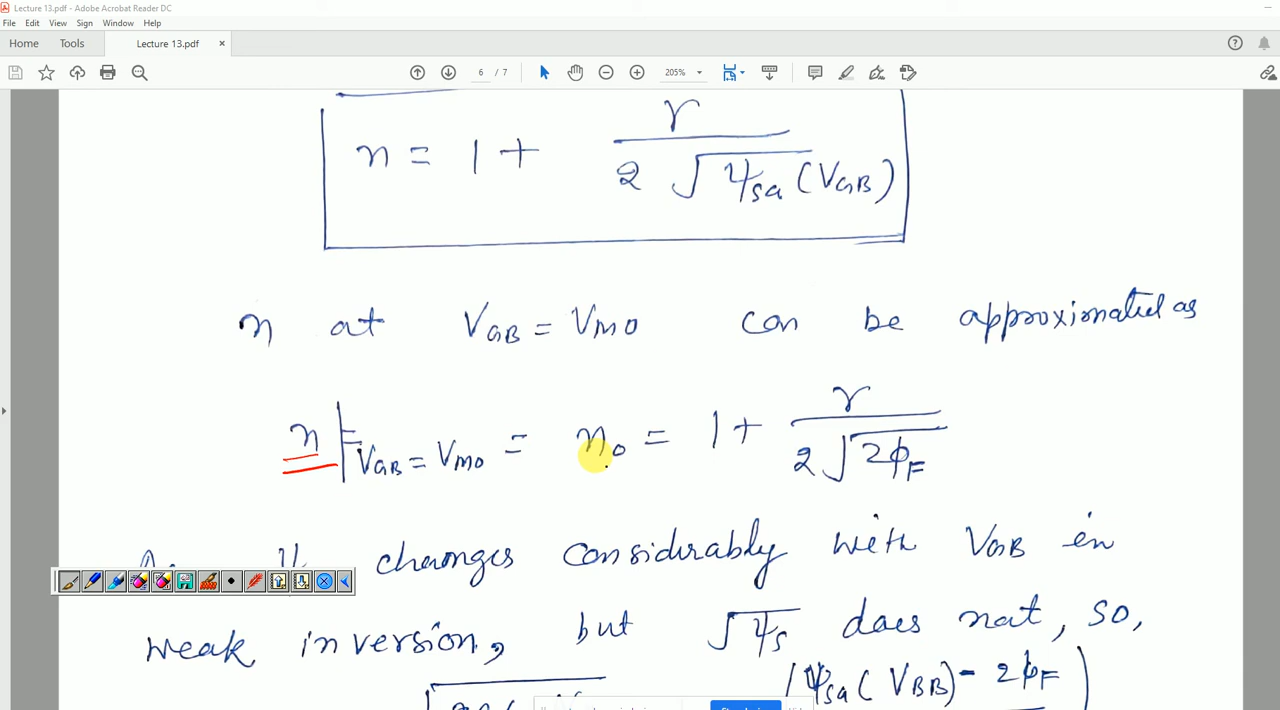 Lecture 13.pdf - Adobe Acrobat Reader DC
File Edit View Sign Window Help
Home Tools Lecture 13.pdf ×
6 / 7 205%
n = 1 + γ / 2 √ψsa (VGB)
n at VGB = VMO can be approximated as
n |VGB = VMO = n0 = 1 + γ / 2 √2ϕF
changes considerably with VGB in
weak inversion, but √ψs does not, so,
(ψsa (VGB) - 2ϕF)